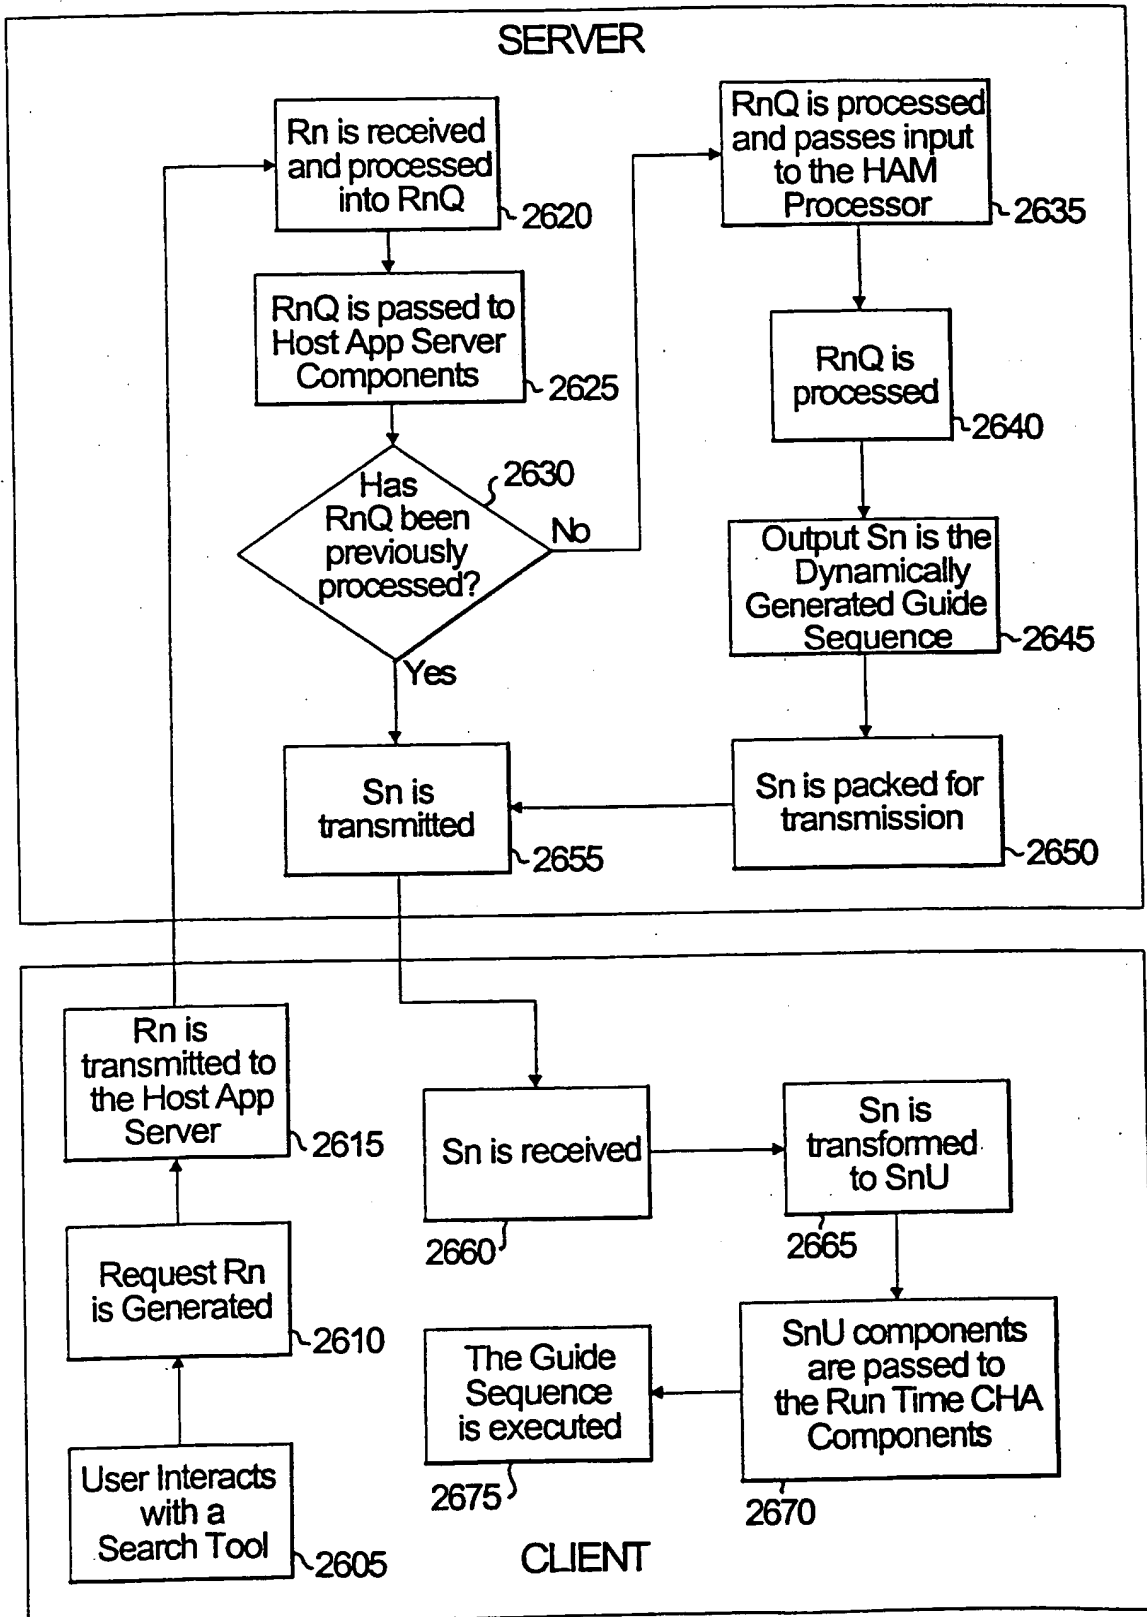 SERVER
Rn is received
and processed
into RnQ
2620
RnQ is passed to
Host App Server
Components
2625
Has
RnQ been
previously
processed?
2630
No
Yes
RnQ is processed
and passes input
to the HAM
Processor
2635
RnQ is
processed
2640
Output Sn is the
Dynamically
Generated Guide
Sequence
2645
Sn is packed for
transmission
2650
Sn is
transmitted
2655
Rn is
transmitted to
the Host App
Server
2615
Request Rn
is Generated
2610
User Interacts
with a
Search Tool
2605
Sn is received
2660
Sn is
transformed
to SnU
2665
SnU components
are passed to
the Run Time CHA
Components
2670
The Guide
Sequence
is executed
2675
CLIENT